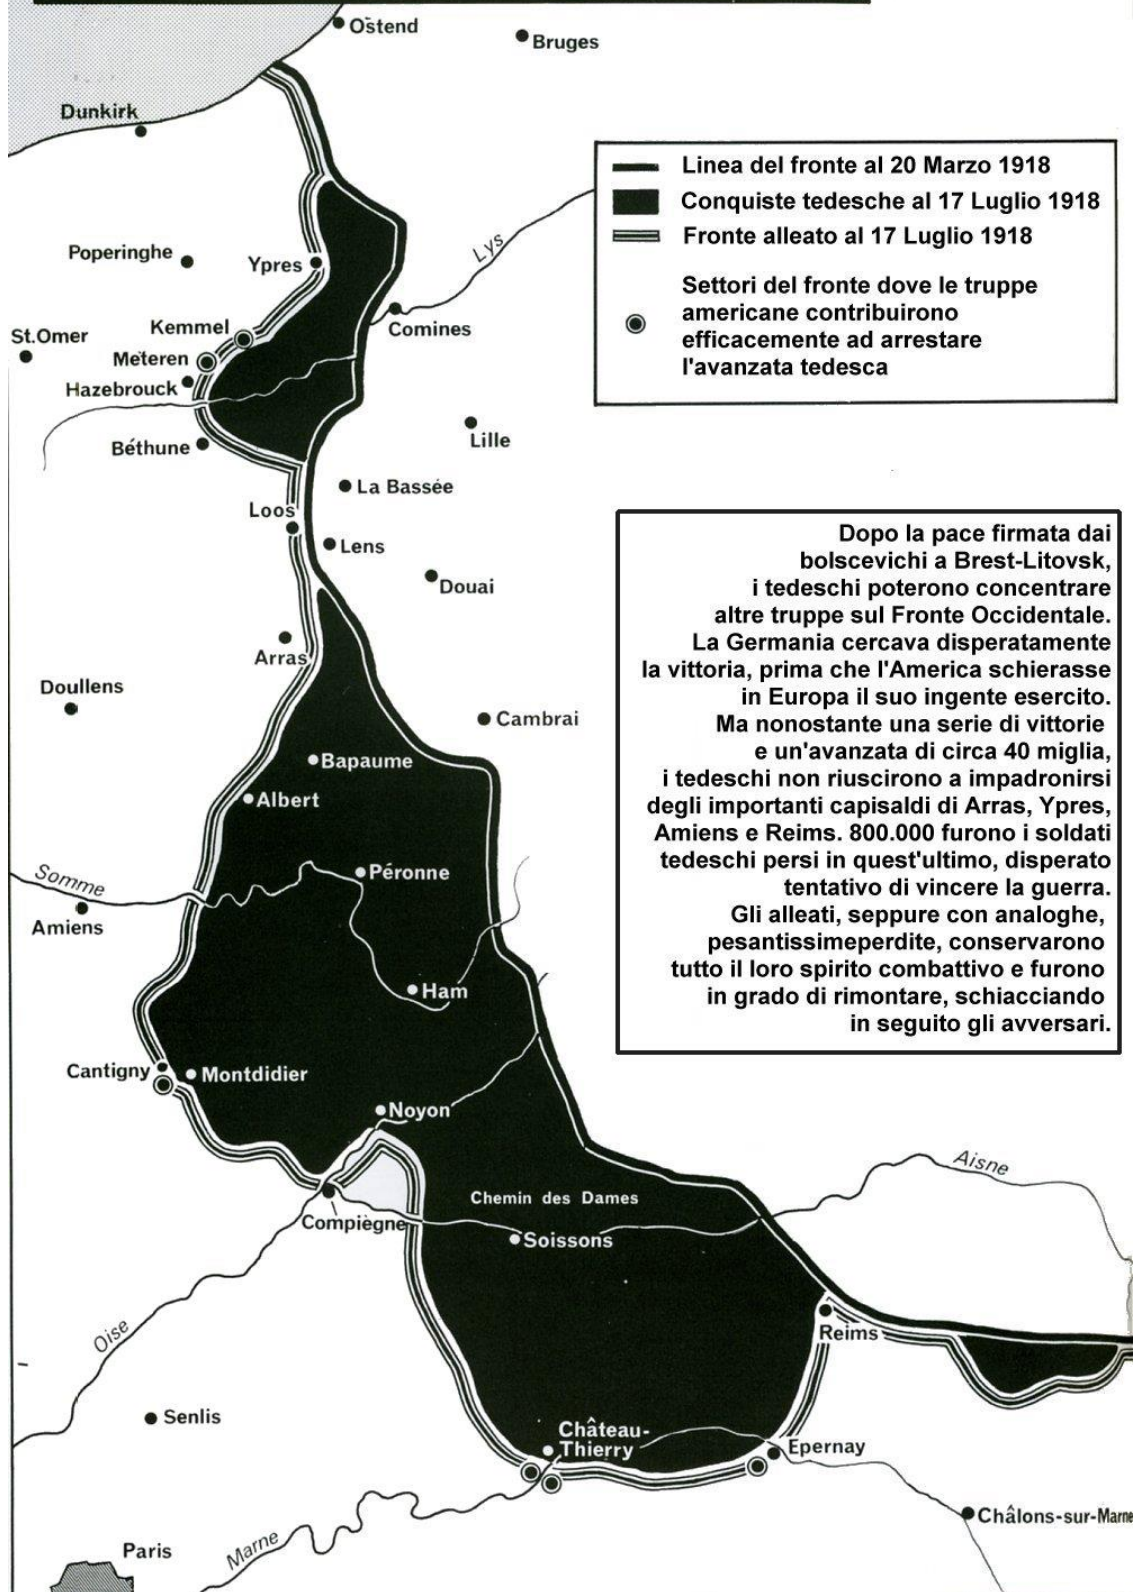 Ostend
Bruges
Dunkirk
Linea del fronte al 20 Marzo 1918
Conquiste tedesche al 17 Luglio 1918
Fronte alleato al 17 Luglio 1918
Settori del fronte dove le truppe
americane contribuirono
efficacemente ad arrestare
l'avanzata tedesca
Poperinghe
Ypres
Lys
Kemmel
Comines
St.Omer
Meteren
Hazebrouck
Béthune
Lille
La Bassée
Loos
Lens
Douai
Arras
Doullens
Cambrai
Bapaume
Albert
Dopo la pace firmata dai
bolscevichi a Brest-Litovsk,
i tedeschi poterono concentrare
altre truppe sul Fronte Occidentale.
La Germania cercava disperatamente
la vittoria, prima che l'America schierasse
in Europa il suo ingente esercito.
Ma nonostante una serie di vittorie
e un'avanzata di circa 40 miglia,
i tedeschi non riuscirono a impadronirsi
degli importanti capisaldi di Arras, Ypres,
Amiens e Reims. 800.000 furono i soldati
tedeschi persi in quest'ultimo, disperato
tentativo di vincere la guerra.
Gli alleati, seppure con analoghe,
pesantissimeperdite, conservarono
tutto il loro spirito combattivo e furono
in grado di rimontare, schiacciando
in seguito gli avversari.
Somme
Péronne
Amiens
Ham
Cantigny
Montdidier
Noyon
Aisne
Chemin des Dames
Compiègne
Soissons
Oise
Reims
Senlis
Château-
Thierry
Epernay
Châlons-sur-Marne
Marne
Paris